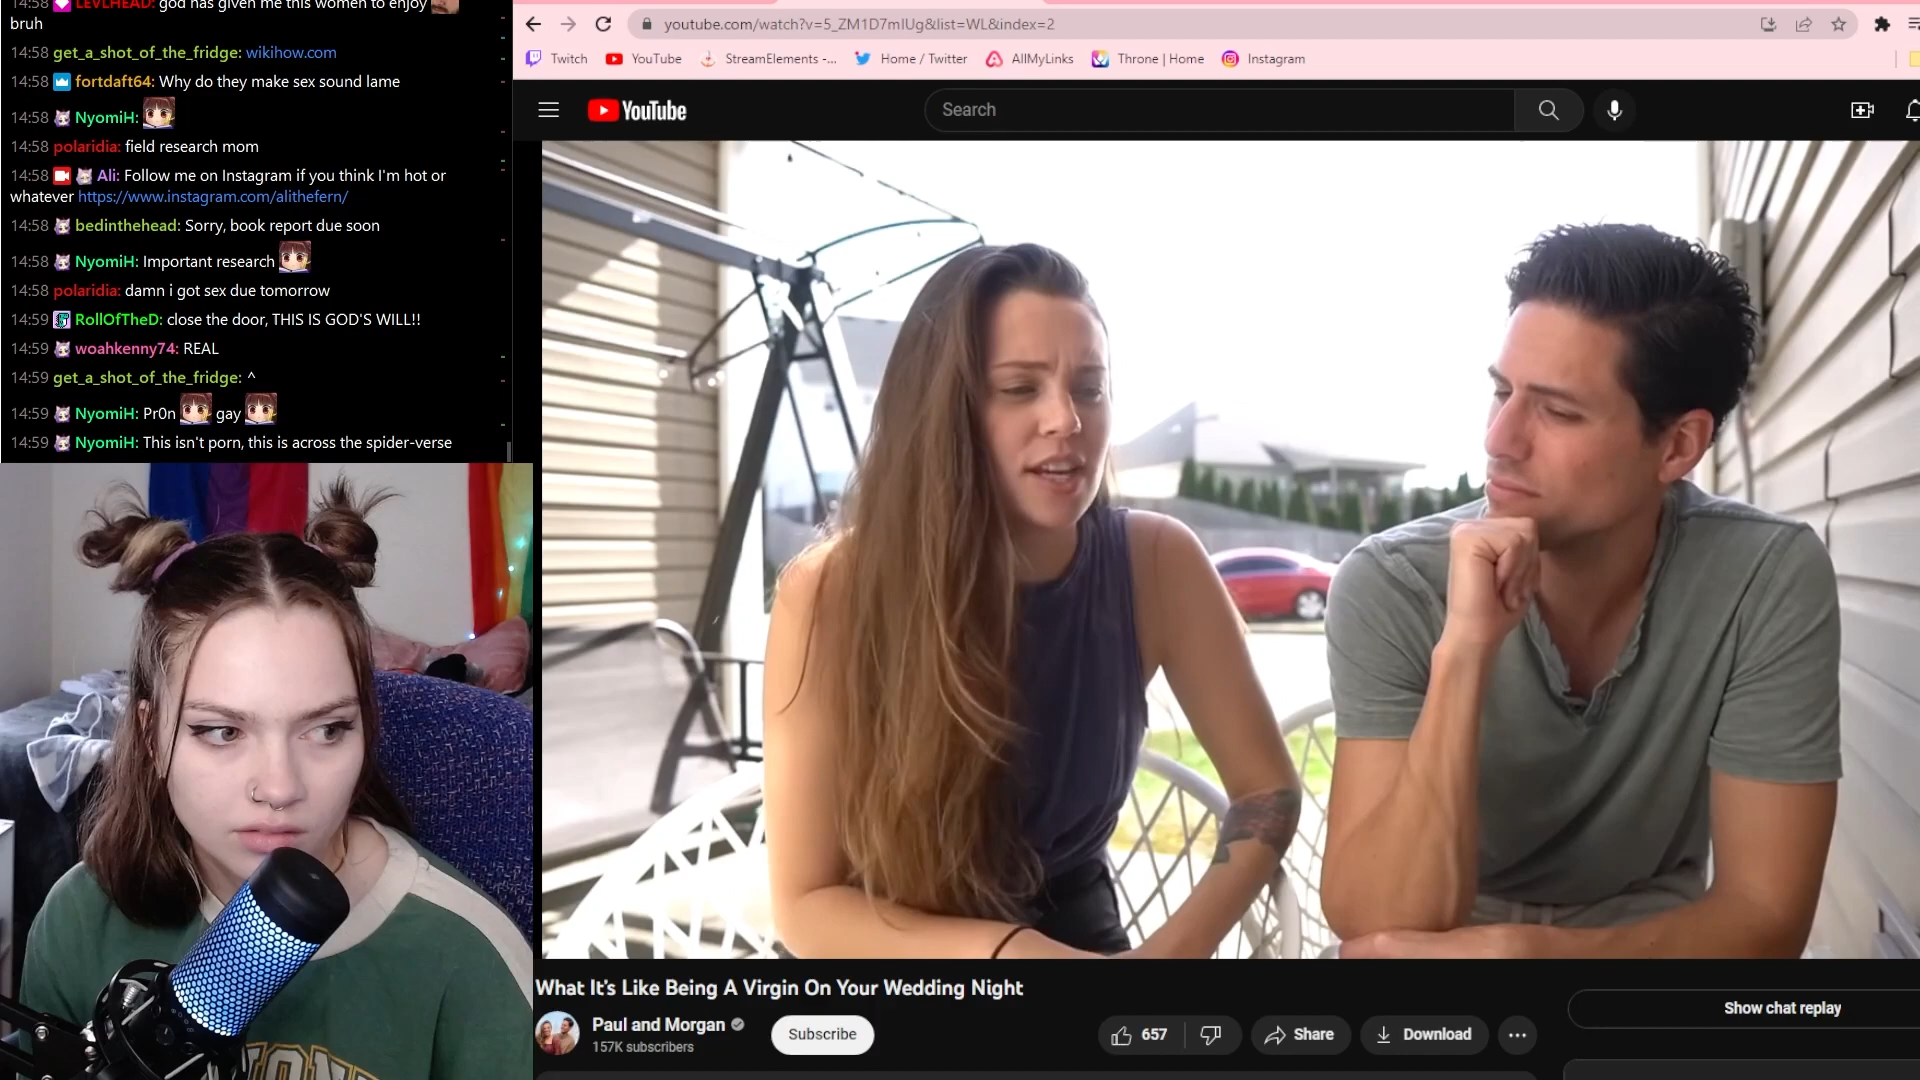 14:58 LEVLHEAD: god has given me this women to enjoy
bruh
14:58 get_a_shot_of_the_fridge: wikihow.com
14:58 fortdaft64: Why do they make sex sound lame
14:58 NyomiH:
14:58 polaridia: field research mom
14:58 Ali: Follow me on Instagram if you think I'm hot or
whatever https://www.instagram.com/alithefern/
14:58 bedinthehead: Sorry, book report due soon
14:58 NyomiH: Important research
14:58 polaridia: damn i got sex due tomorrow
14:59 RollOfTheD: close the door, THIS IS GOD'S WILL!!
14:59 woahkenny74: REAL
14:59 get_a_shot_of_the_fridge: ^
14:59 NyomiH: Pr0n gay
14:59 NyomiH: This isn't porn, this is across the spider-verse
youtube.com/watch?v=5_ZM1D7mlUg&list=WL&index=2
Twitch YouTube StreamElements -... Home / Twitter AllMyLinks Throne | Home Instagram
YouTube
Search
What It's Like Being A Virgin On Your Wedding Night
Paul and Morgan
157K subscribers
Subscribe
657
Share
Download
Show chat replay